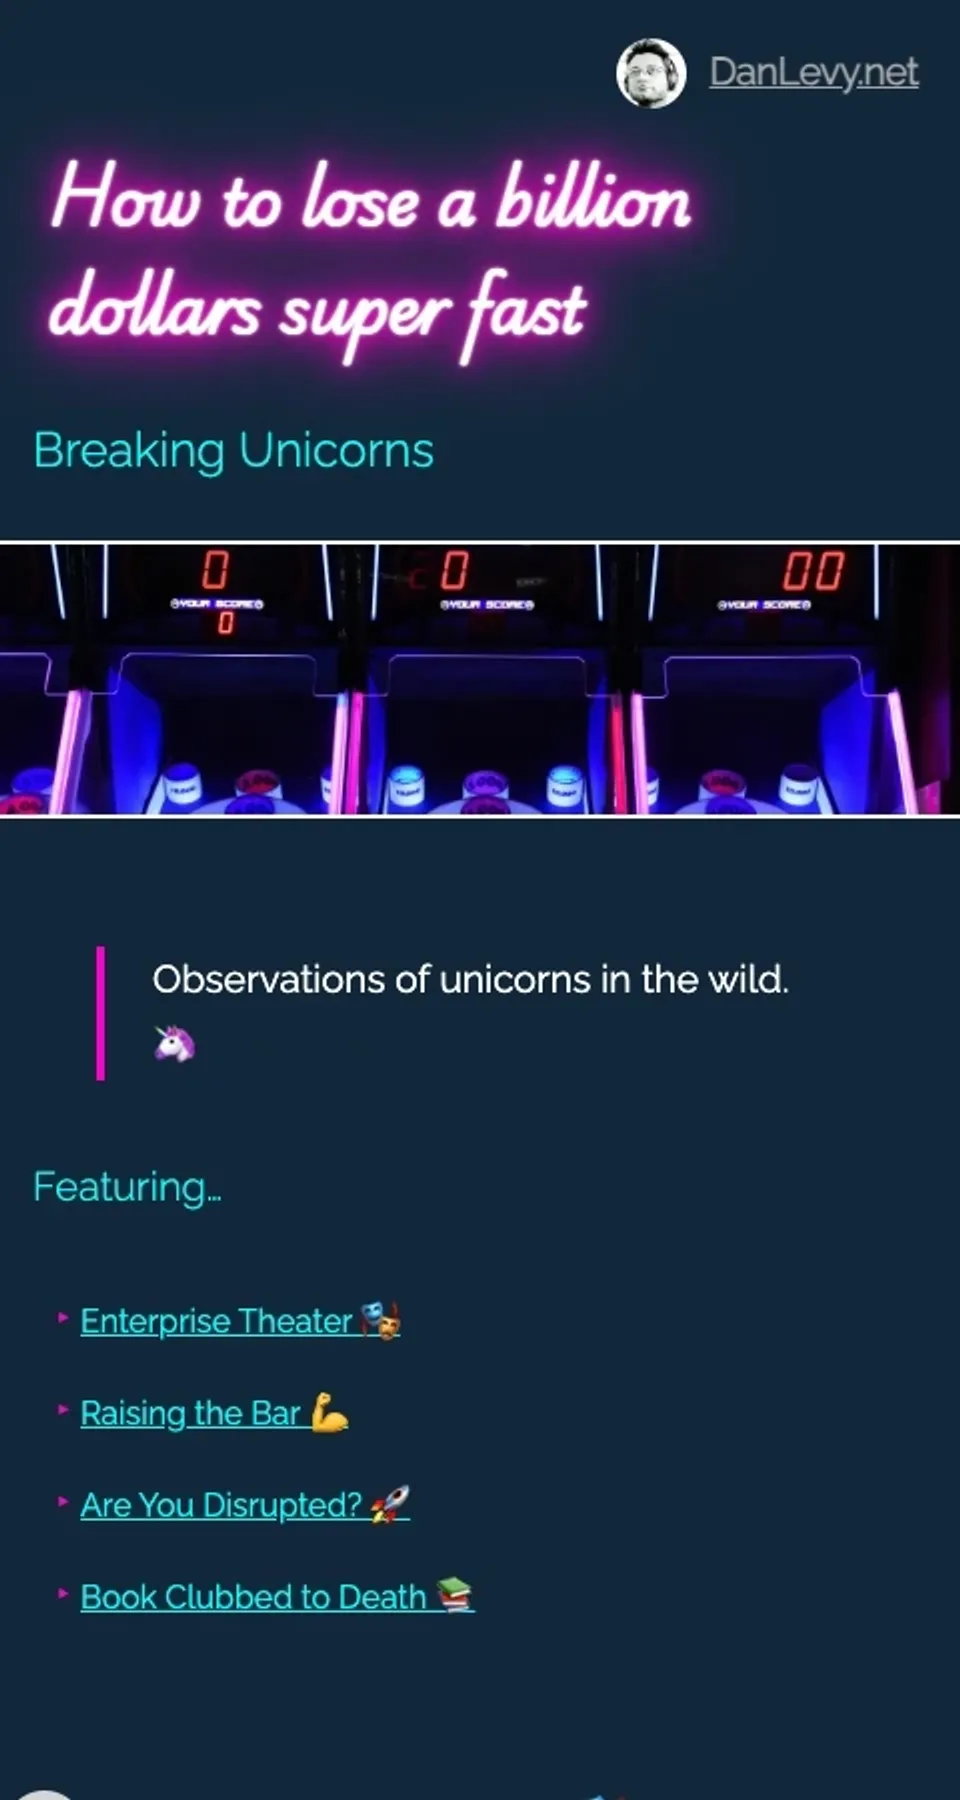 DanLevy.net
How to lose a billion
dollars super fast
Breaking Unicorns
0 0 00
YOUR SCORE YOUR SCORE YOUR SCORE
0
Observations of unicorns in the wild.
🦄
Featuring…
Enterprise Theater 🎭
Raising the Bar 💪
Are You Disrupted? 🚀
Book Clubbed to Death 📚